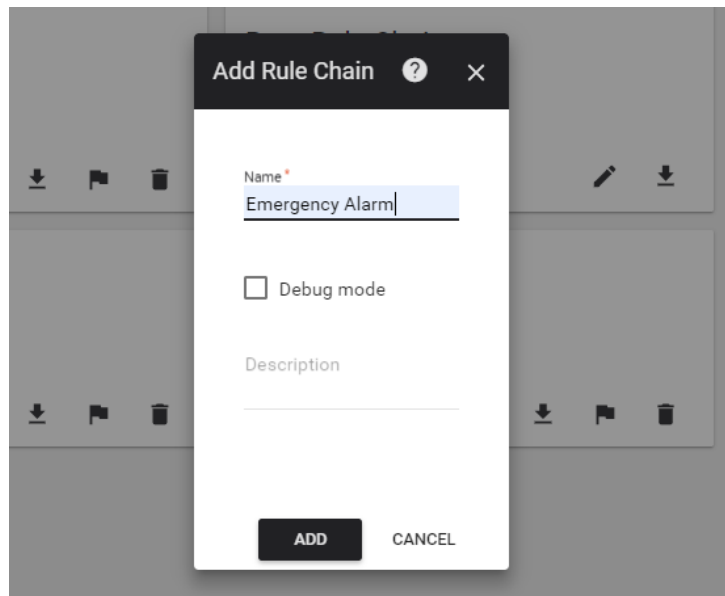 Add Rule Chain ?
Name *
Emergency Alarm
Debug mode
Description
ADD CANCEL